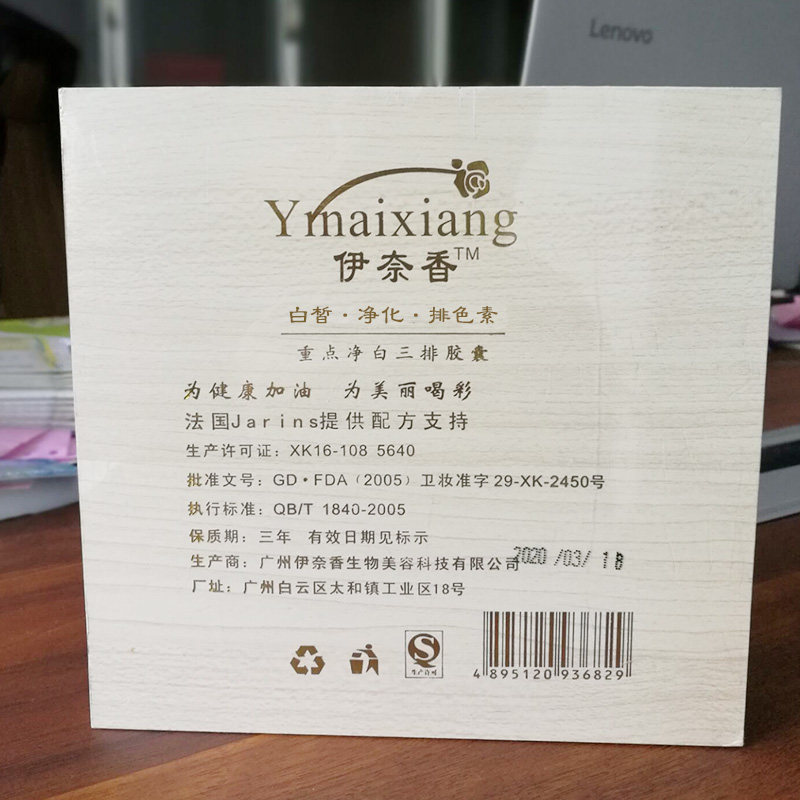 Lenovo
Ymaixiang
伊奈香™
白皙·净化·排色素
重点净白三排胶囊
为健康加油 为美丽喝彩
法国Jarins提供配方支持
生产许可证：XK16-108 5640
批准文号：GD·FDA（2005）卫妆准字29-XK-2450号
执行标准：QB/T 1840-2005
保质期：三年 有效日期见标示
生产商：广州伊奈香生物美容科技有限公司
2020/03/18
厂址：广州白云区太和镇工业区18号
生产许可
4 895120 936829